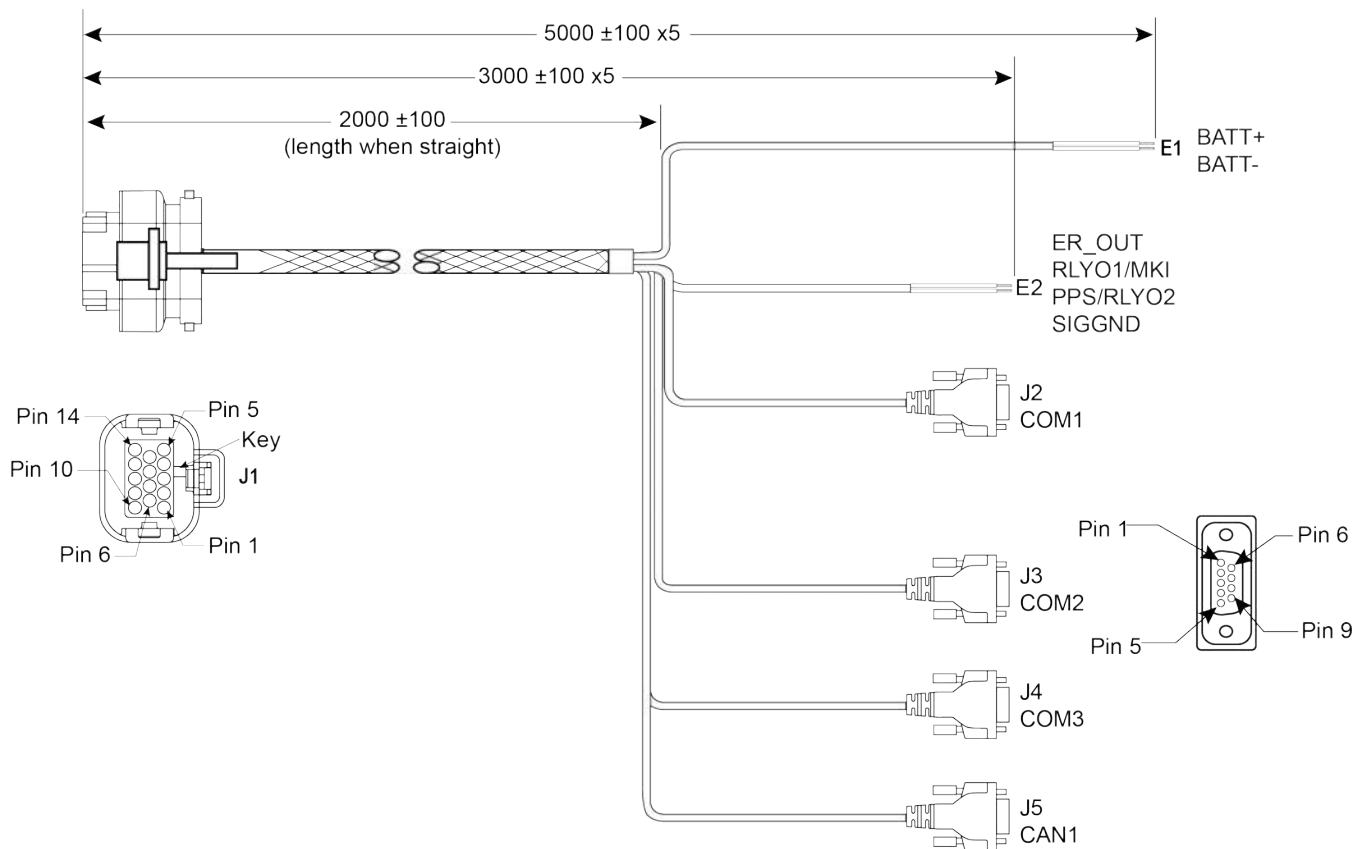 5000 ±100 x5
3000 ±100 x5
2000 ±100
(length when straight)
E1
BATT+
BATT-
E2
ER_OUT
RLYO1/MKI
PPS/RLYO2
SIGGND
J2
COM1
Pin 14
Pin 5
Key
Pin 10
J1
Pin 6
Pin 1
Pin 1
Pin 6
Pin 5
Pin 9
J3
COM2
J4
COM3
J5
CAN1